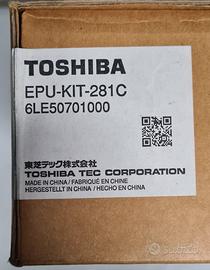 TOSHIBA
EPU-KIT-281C
6LE50701000
東芝テック株式会社
TOSHIBA TEC CORPORATION
MADE IN CHINA / FABRIQUÉ EN CHINE
HERGESTELLT IN CHINA / HECHO EN CHINA
subito